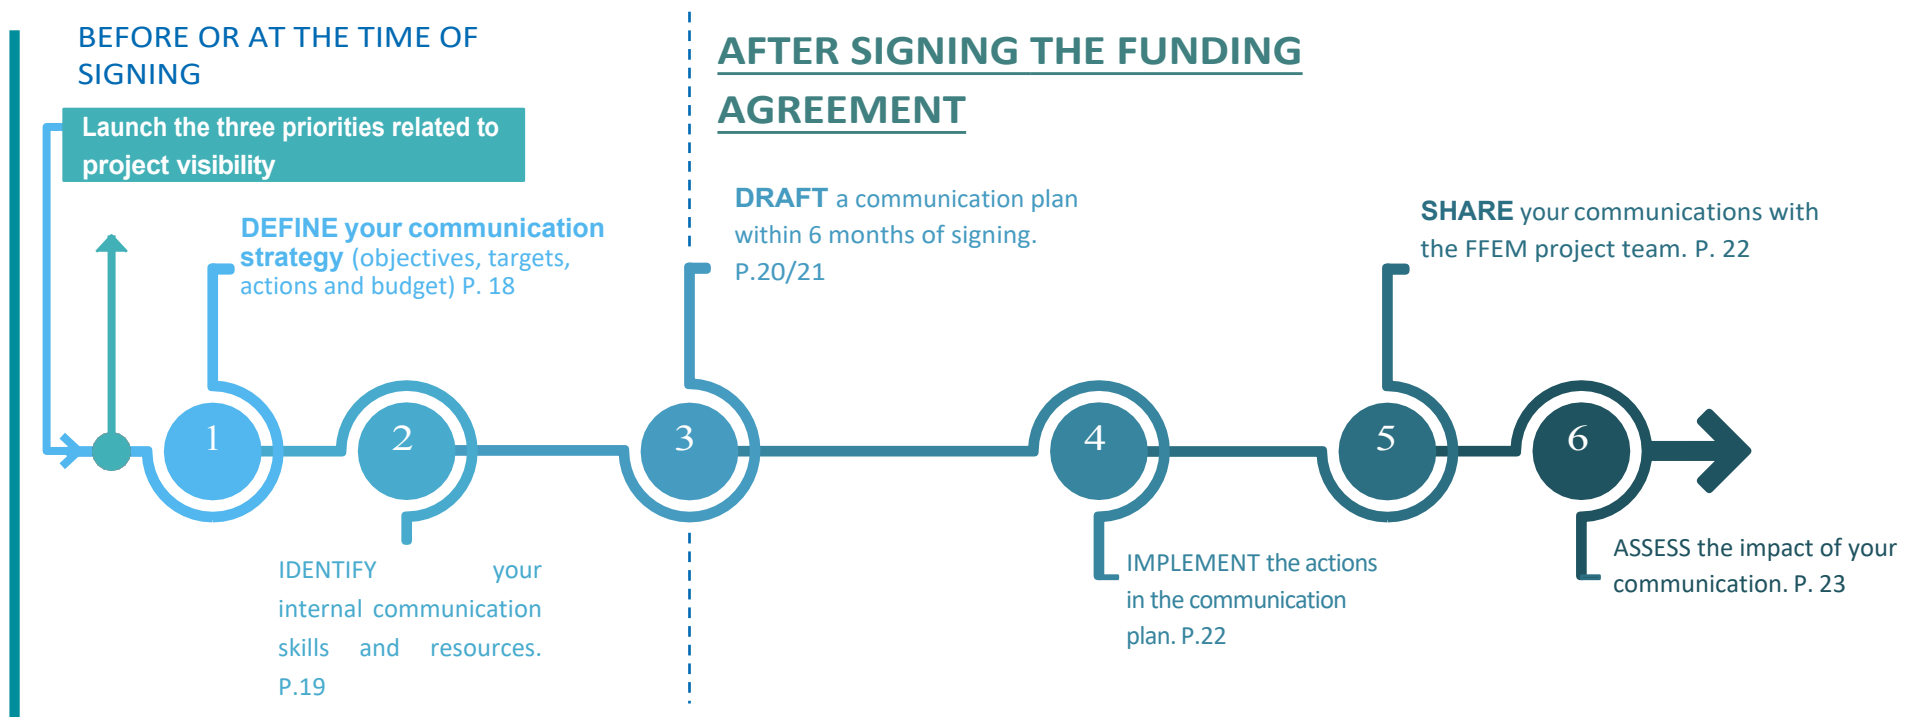 BEFORE OR AT THE TIME OF
SIGNING
Launch the three priorities related to
project visibility
AFTER SIGNING THE FUNDING
AGREEMENT
DEFINE your communication
strategy (objectives, targets,
actions and budget) P. 18
DRAFT a communication plan
within 6 months of signing.
P.20/21
SHARE your communications with
the FFEM project team. P. 22
1
2
3
4
5
6
IDENTIFY your
internal communication
skills and resources.
P.19
IMPLEMENT the actions
in the communication
plan. P.22
ASSESS the impact of your
communication. P. 23